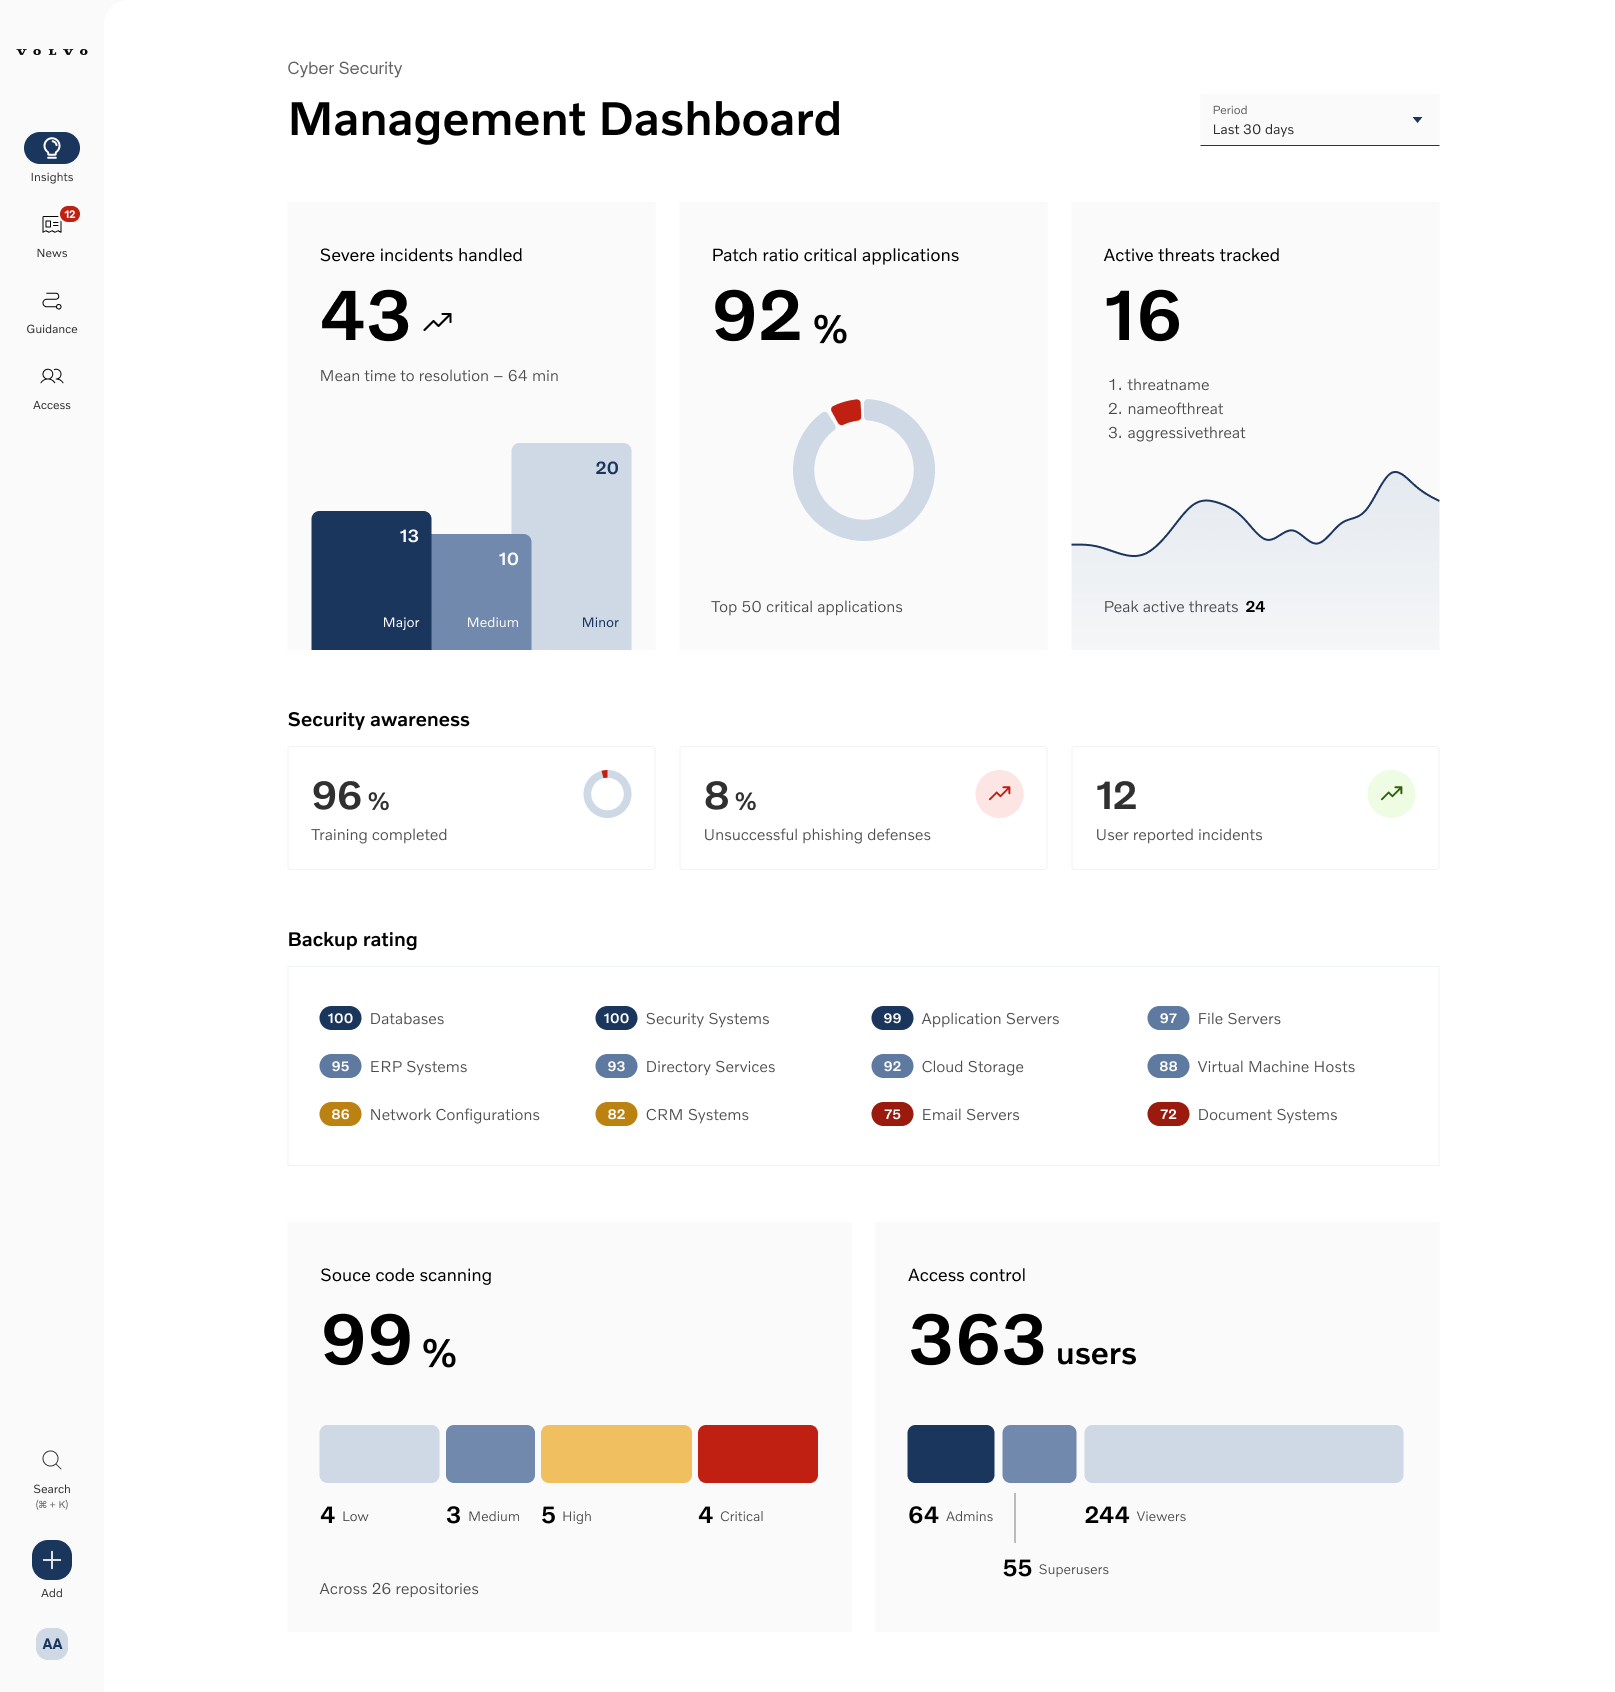 VOLVO
Insights
12
News
Guidance
Access
Search
(⌘ + K)
Add
AA
Cyber Security
Management Dashboard
Period
Last 30 days
Severe incidents handled
43
Mean time to resolution – 64 min
20
13
10
Major
Medium
Minor
Patch ratio critical applications
92 %
Top 50 critical applications
Active threats tracked
16
1. threatname
2. nameofthreat
3. aggressivethreat
Peak active threats 24
Security awareness
96 %
Training completed
8 %
Unsuccessful phishing defenses
12
User reported incidents
Backup rating
100 Databases
100 Security Systems
99 Application Servers
97 File Servers
95 ERP Systems
93 Directory Services
92 Cloud Storage
88 Virtual Machine Hosts
86 Network Configurations
82 CRM Systems
75 Email Servers
72 Document Systems
Souce code scanning
99 %
4 Low
3 Medium
5 High
4 Critical
Across 26 repositories
Access control
363 users
64 Admins
244 Viewers
55 Superusers